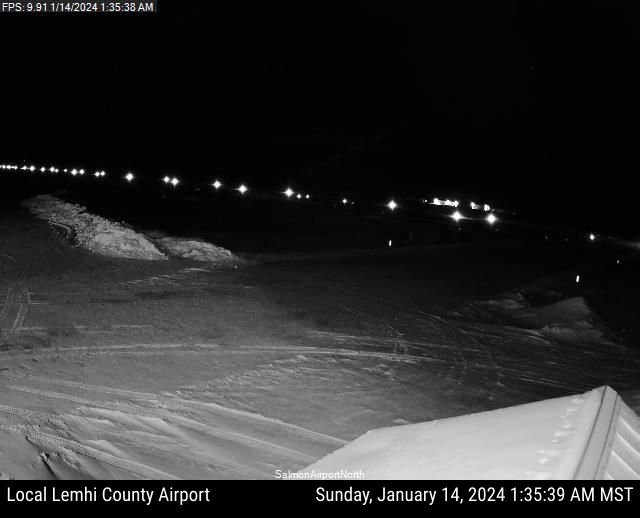 FPS: 9.91 1/14/2024 1:35:38 AM
SalmonAirportNorth
Local Lemhi County Airport Sunday, January 14, 2024 1:35:39 AM MST